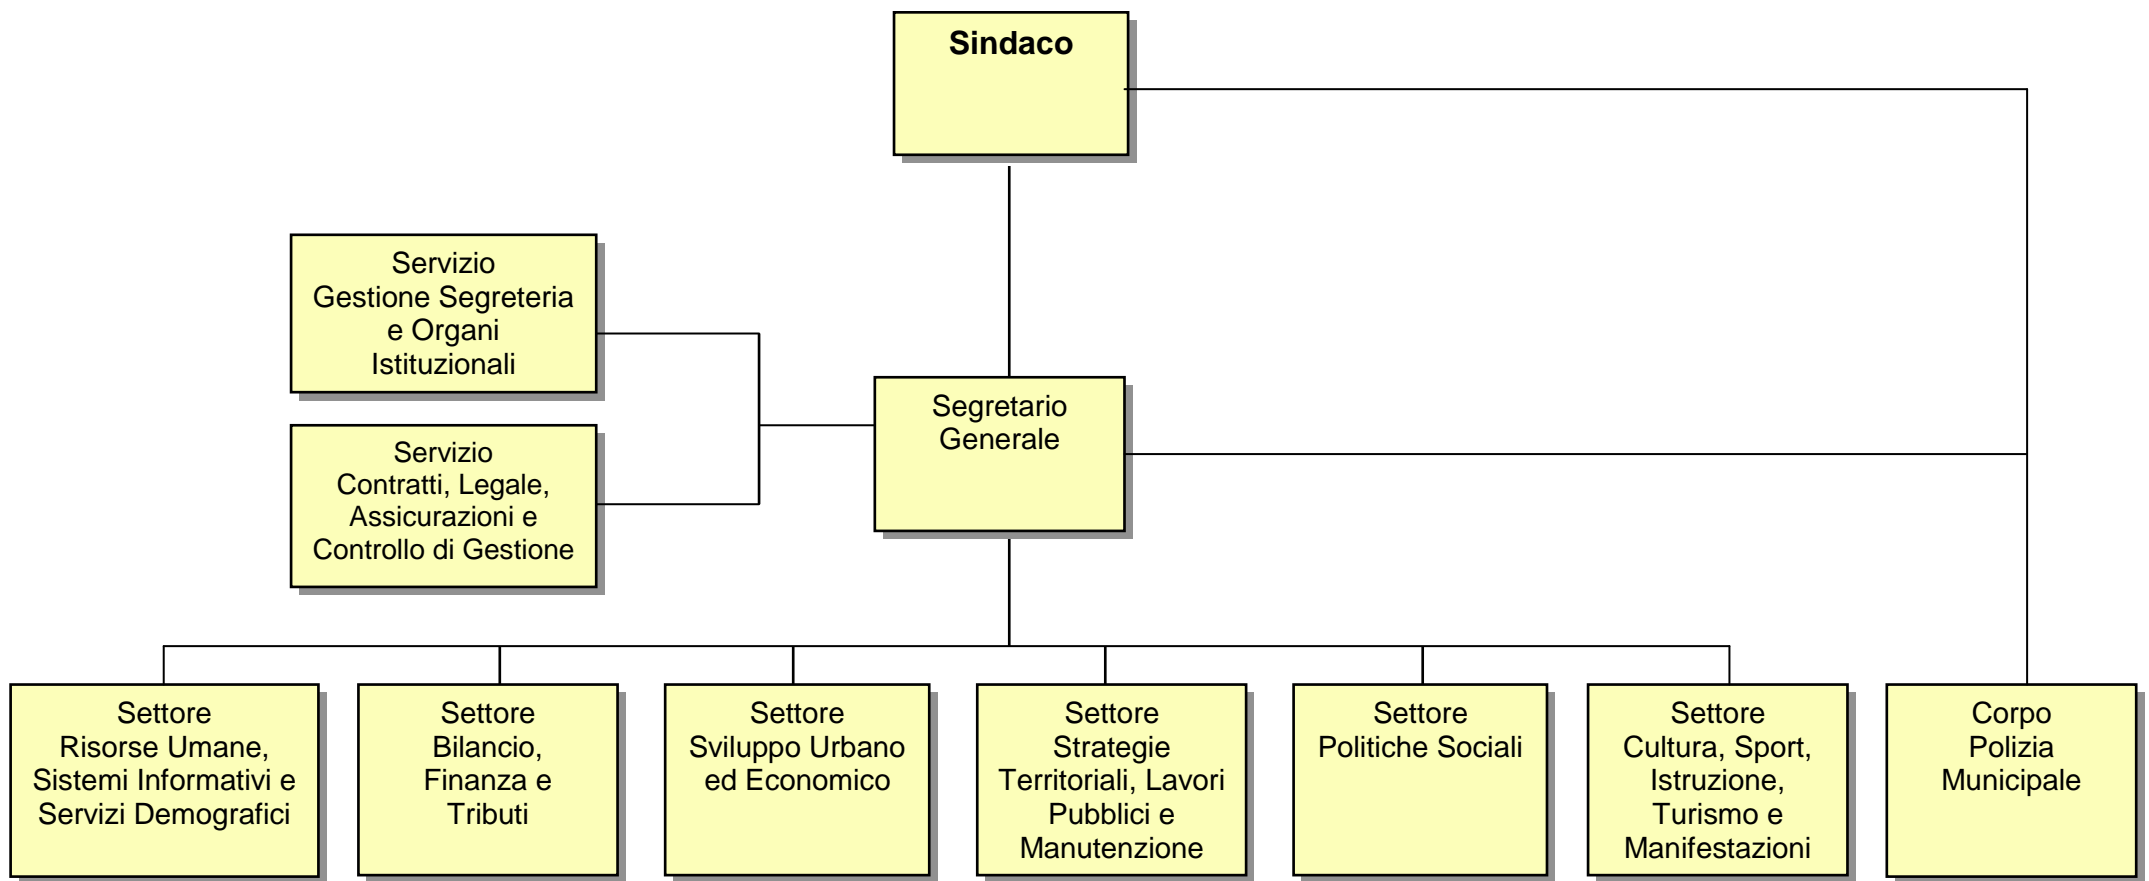 Sindaco
Servizio
Gestione Segreteria
e Organi
Istituzionali
Segretario
Generale
Servizio
Contratti, Legale,
Assicurazioni e
Controllo di Gestione
Settore
Risorse Umane,
Sistemi Informativi e
Servizi Demografici
Settore
Bilancio,
Finanza e
Tributi
Settore
Sviluppo Urbano
ed Economico
Settore
Strategie
Territoriali, Lavori
Pubblici e
Manutenzione
Settore
Politiche Sociali
Settore
Cultura, Sport,
Istruzione,
Turismo e
Manifestazioni
Corpo
Polizia
Municipale